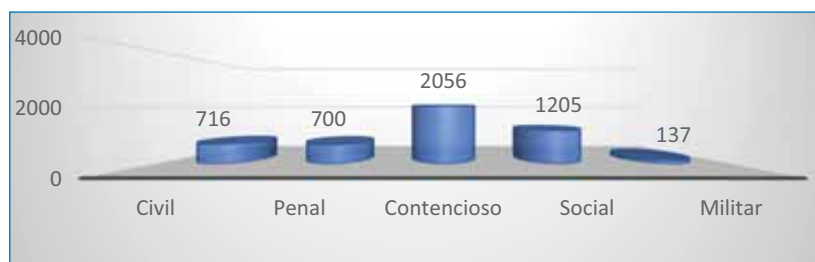 4000
2056
716
700
1205
2000
137
0
Civil
Penal
Contencioso
Social
Militar